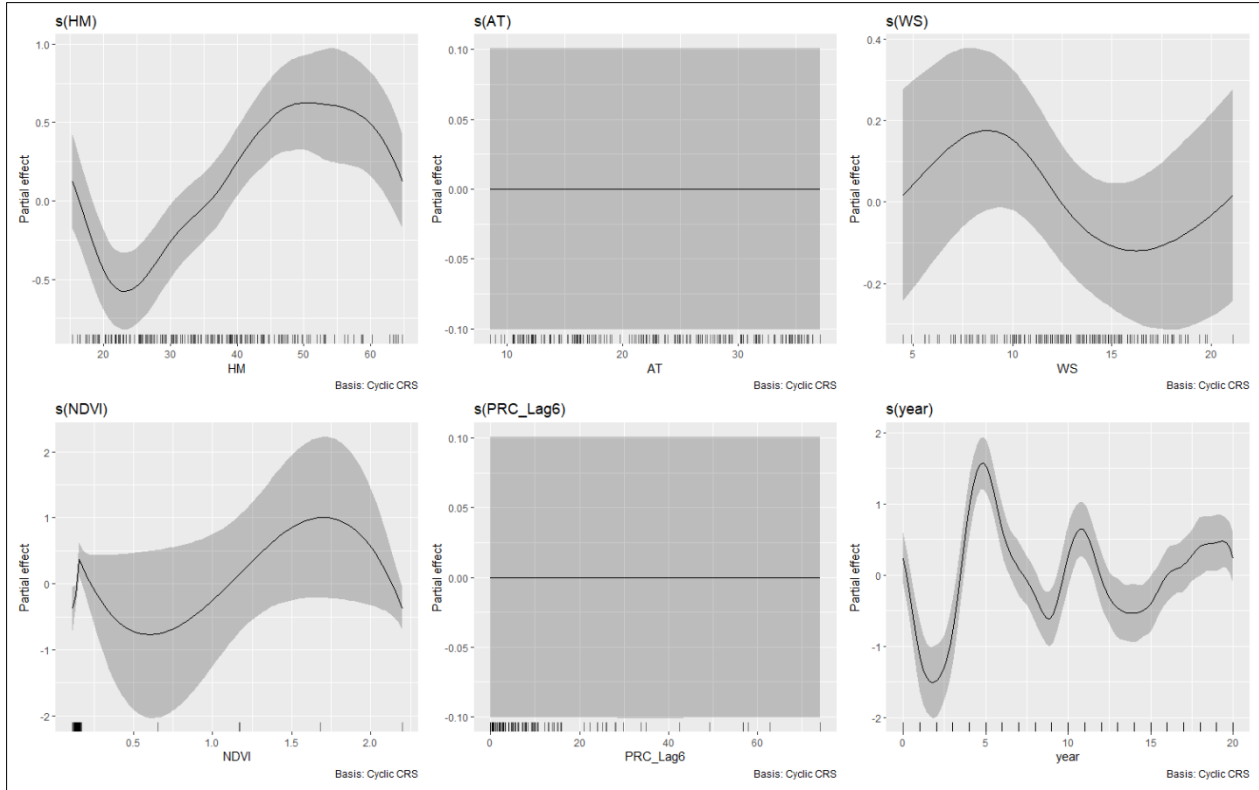 s(HM)
Partial effect
1.0
0.5
0.0
-0.5
20 30 40 50 60
HM
Basis: Cyclic CRS
s(AT)
Partial effect
0.10
0.05
0.00
-0.05
-0.10
10 20 30
AT
Basis: Cyclic CRS
s(WS)
Partial effect
0.4
0.2
0.0
-0.2
5 10 15 20
WS
Basis: Cyclic CRS
s(NDVI)
Partial effect
2
1
0
-1
-2
0.5 1.0 1.5 2.0
NDVI
Basis: Cyclic CRS
s(PRC_Lag6)
Partial effect
0.10
0.05
0.00
-0.05
-0.10
0 20 40 60
PRC_Lag6
Basis: Cyclic CRS
s(year)
Partial effect
2
1
0
-1
-2
0 5 10 15 20
year
Basis: Cyclic CRS